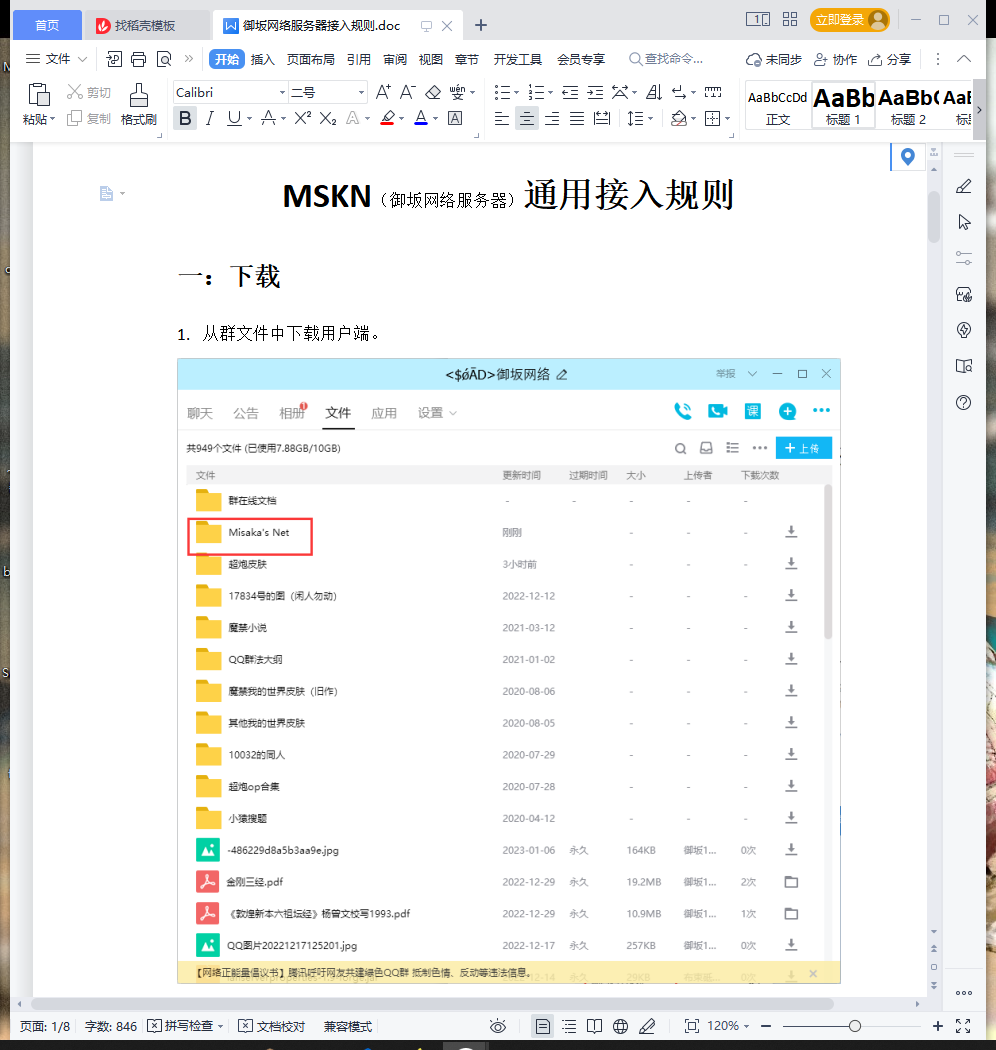 首页
找稻壳模板
御坂网络服务器接入规则.doc
立即登录
文件
开始 插入 页面布局 引用 审阅 视图 章节 开发工具 会员专享
查找命令...
未同步 协作 分享
粘贴
剪切
复制
格式刷
Calibri
二号
AaBbCcDd
正文
AaBb
标题 1
AaBb
标题 2
MSKN（御坂网络服务器）通用接入规则
一：下载
1. 从群文件中下载用户端。
<$ǿÃD>御坂网络
举报
聊天 公告 相册 文件 应用 设置
1
课
共949个文件 (已使用7.88GB/10GB)
上传
文件 更新时间 过期时间 大小 上传者 下载次数
群在线文档 - - - - -
Misaka's Net 刚刚 - - -
超炮皮肤 3小时前 - - -
17834号的图（闲人勿动） 2022-12-12 - - -
魔禁小说 2021-03-12 - - -
QQ群法大纲 2021-01-02 - - -
魔禁我的世界皮肤（旧作） 2020-08-06 - - -
其他我的世界皮肤 2020-08-05 - - -
10032的同人 2020-07-29 - - -
超炮op合集 2020-07-28 - - -
小猿搜题 2020-04-12 - - -
-486229d8a5b3aa9e.jpg 2023-01-06 永久 164KB 御坂1... 0次
金刚三经.pdf 2022-12-29 永久 19.2MB 御坂1... 2次
《敦煌新本六祖坛经》杨曾文校写1993.pdf 2022-12-29 永久 10.9MB 御坂1... 1次
QQ图片20221217125201.jpg 2022-12-17 永久 257KB 御坂1... 0次
【网络正能量倡议书】腾讯呼吁网友共建绿色QQ群 抵制色情、反动等违法信息。
页面: 1/8 字数: 846 拼写检查 文档校对 兼容模式
120%